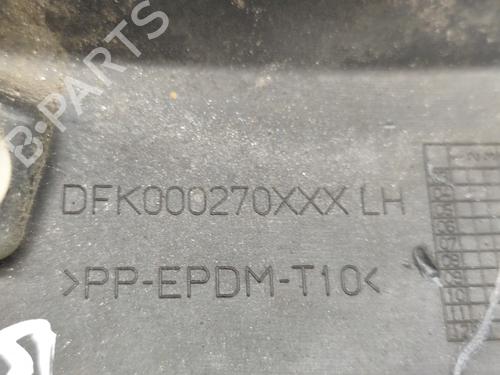 B-PARTS
DFK000270XXX LH
>PP-EPDM-T10<